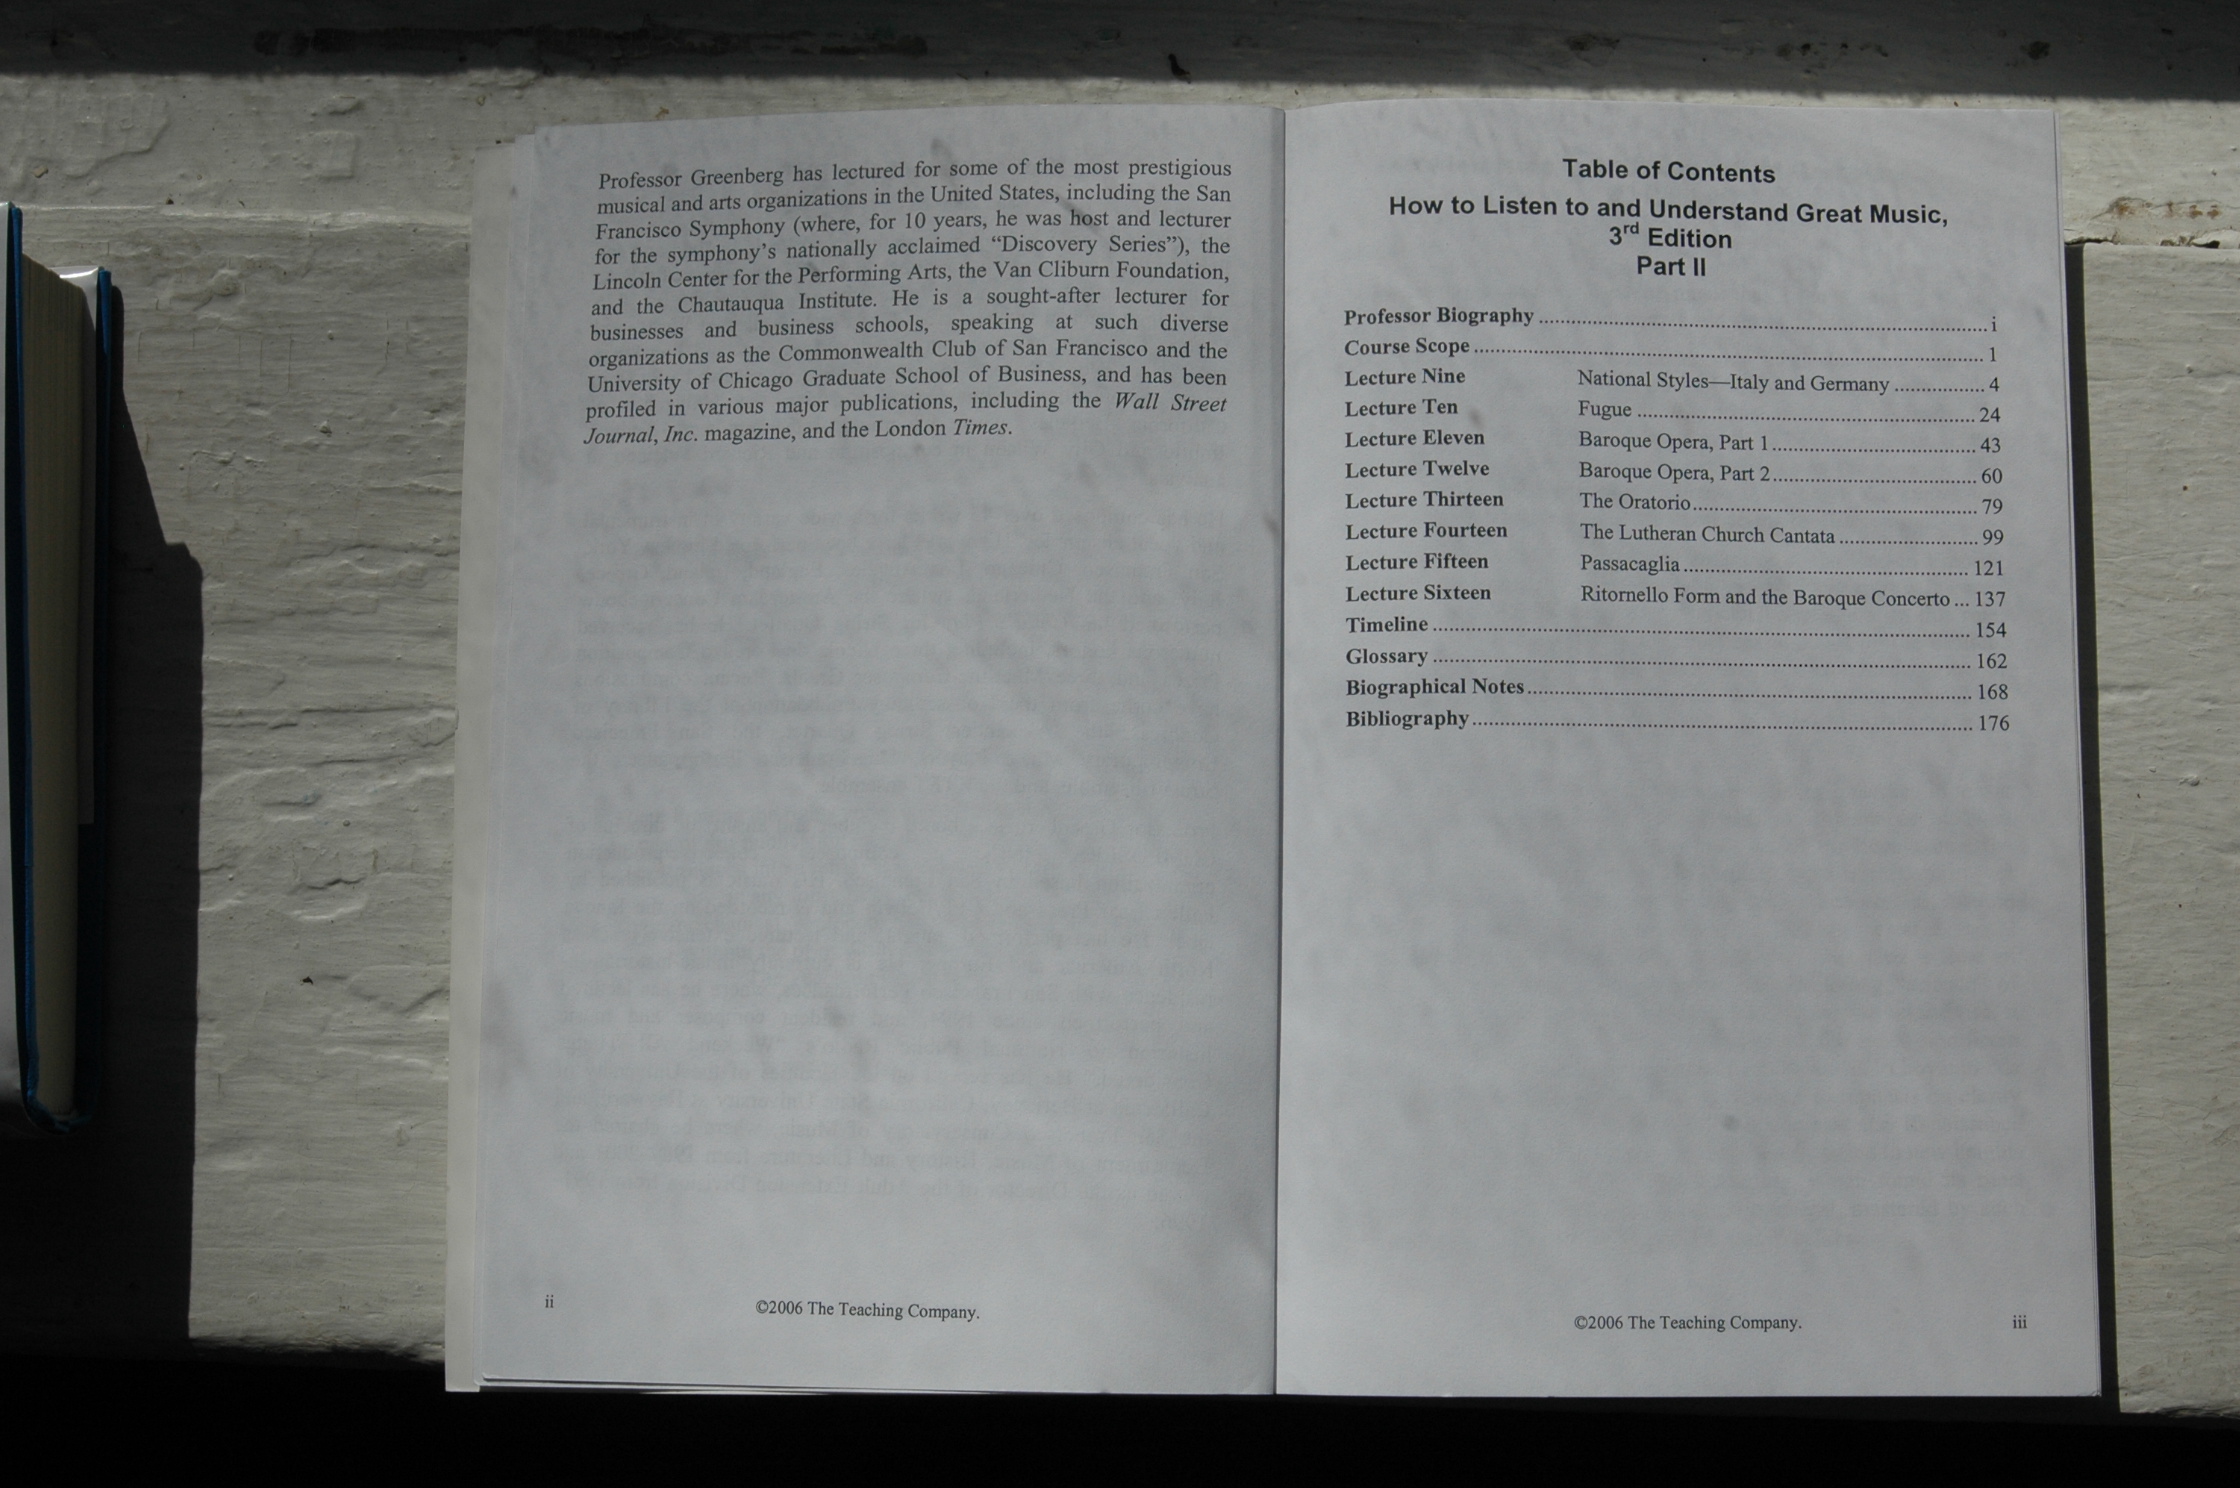 Professor Greenberg has lectured for some of the most prestigious
musical and arts organizations in the United States, including the San
Francisco Symphony (where, for 10 years, he was host and lecturer
for the symphony's nationally acclaimed “Discovery Series”), the
Lincoln Center for the Performing Arts, the Van Cliburn Foundation,
and the Chautauqua Institute. He is a sought-after lecturer for
businesses and business schools, speaking at such diverse
organizations as the Commonwealth Club of San Francisco and the
University of Chicago Graduate School of Business, and has been
profiled in various major publications, including the Wall Street
Journal, Inc. magazine, and the London Times.
ii
©2006 The Teaching Company.
Table of Contents
How to Listen to and Understand Great Music,
3rd Edition
Part II
Professor Biography ........ i
Course Scope ........ 1
Lecture Nine National Styles—Italy and Germany ........ 4
Lecture Ten Fugue ........ 24
Lecture Eleven Baroque Opera, Part 1 ........ 43
Lecture Twelve Baroque Opera, Part 2 ........ 60
Lecture Thirteen The Oratorio ........ 79
Lecture Fourteen The Lutheran Church Cantata ........ 99
Lecture Fifteen Passacaglia ........ 121
Lecture Sixteen Ritornello Form and the Baroque Concerto ... 137
Timeline ........ 154
Glossary ........ 162
Biographical Notes ........ 168
Bibliography ........ 176
©2006 The Teaching Company.
iii